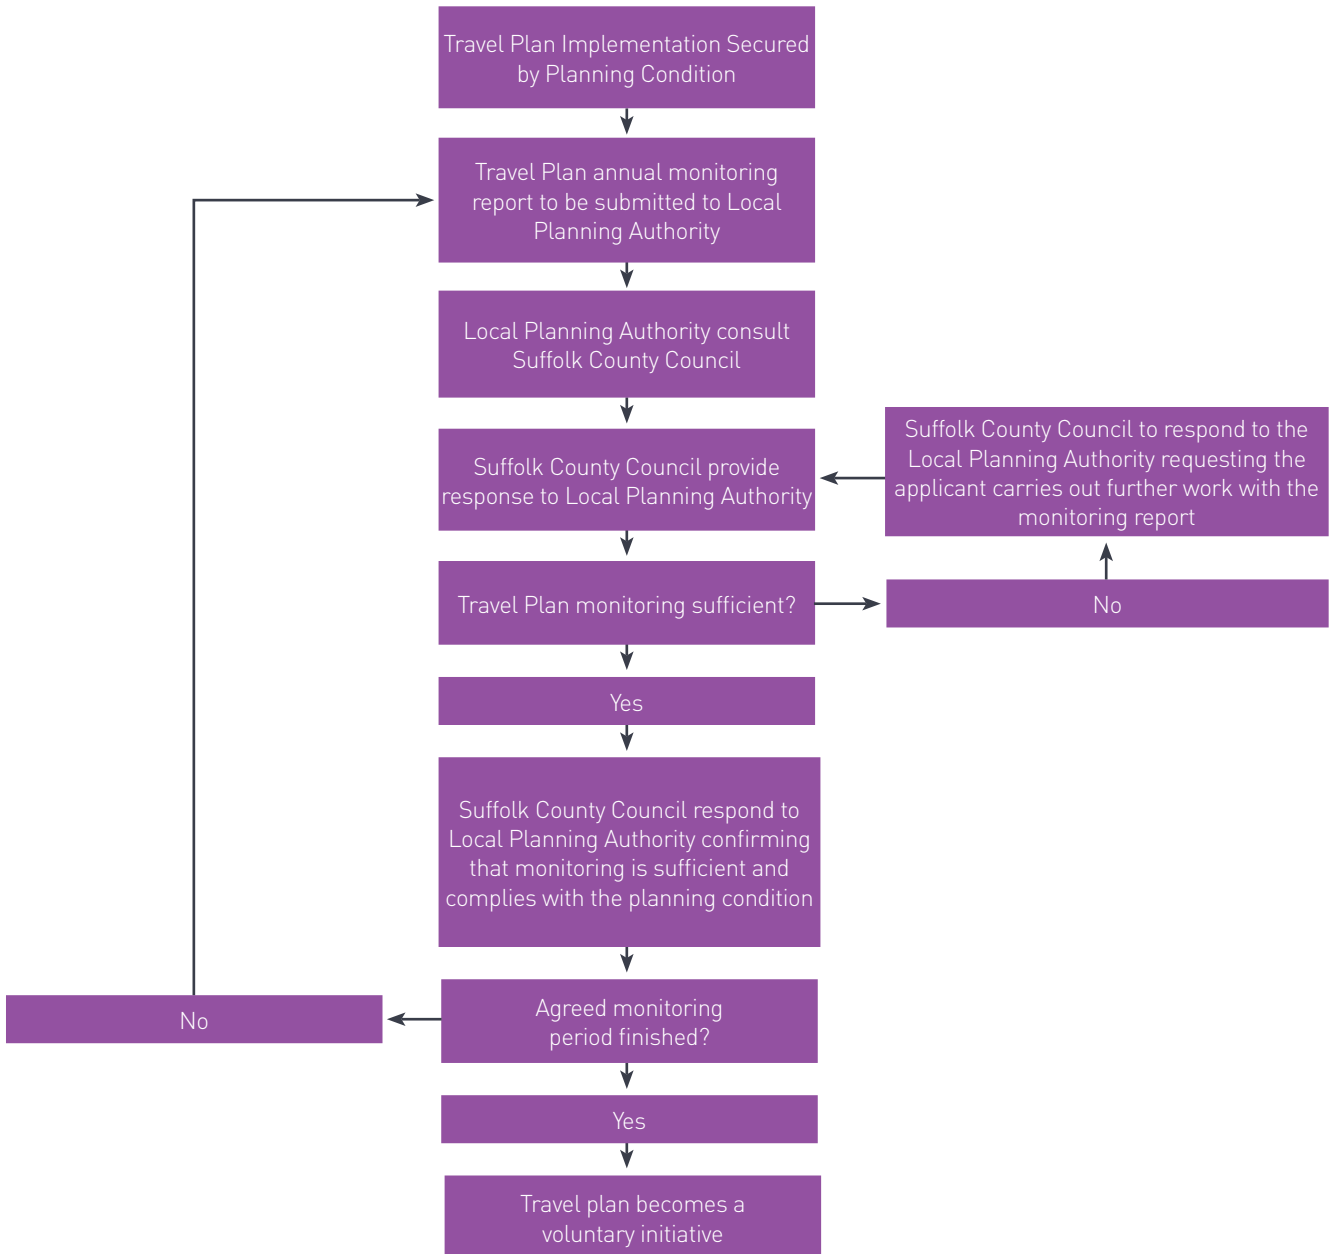 Travel Plan Implementation Secured
by Planning Condition
Travel Plan annual monitoring
report to be submitted to Local
Planning Authority
Local Planning Authority consult
Suffolk County Council
Suffolk County Council provide
response to Local Planning Authority
Suffolk County Council to respond to the
Local Planning Authority requesting the
applicant carries out further work with the
monitoring report
Travel Plan monitoring sufficient?
No
Yes
Suffolk County Council respond to
Local Planning Authority confirming
that monitoring is sufficient and
complies with the planning condition
Agreed monitoring
period finished?
No
Yes
Travel plan becomes a
voluntary initiative